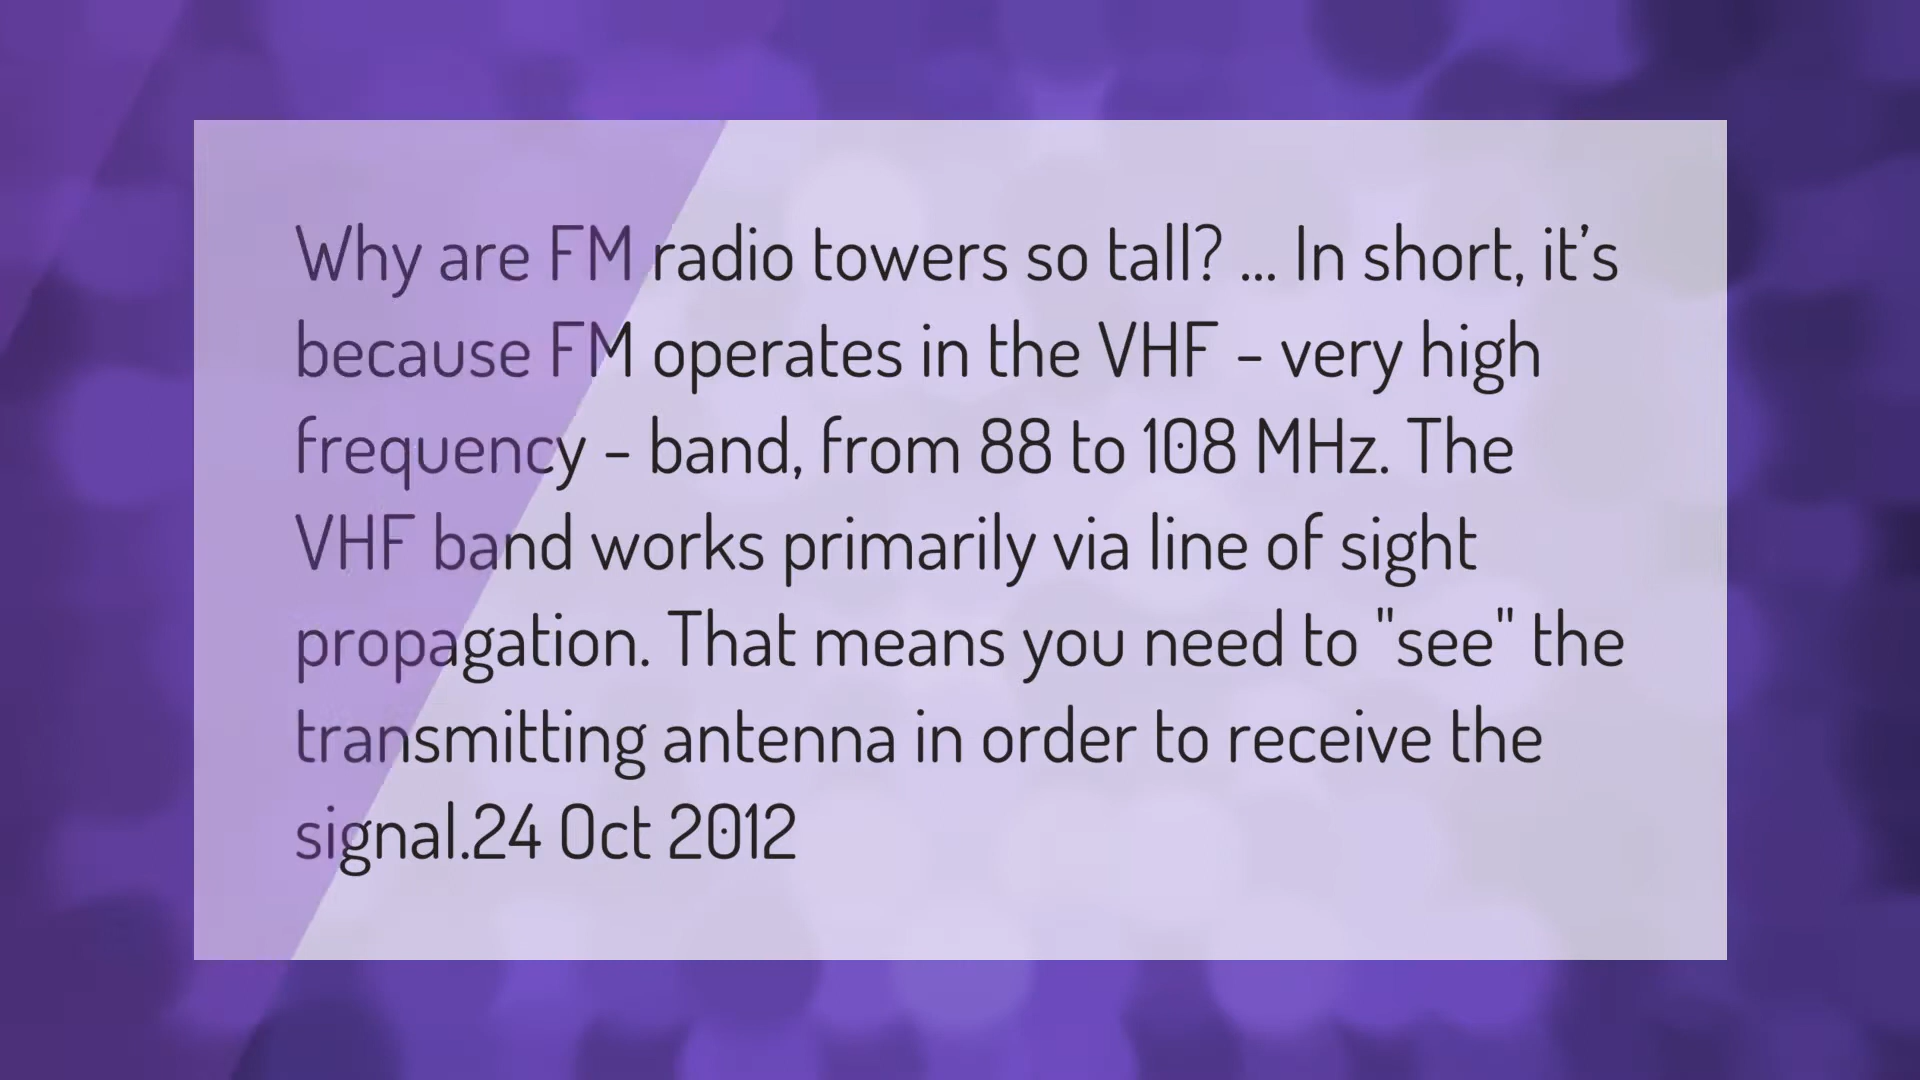 Why are FM radio towers so tall? ... In short, it’s
because FM operates in the VHF – very high
frequency – band, from 88 to 108 MHz. The
VHF band works primarily via line of sight
propagation. That means you need to "see" the
transmitting antenna in order to receive the
signal.24 Oct 2012